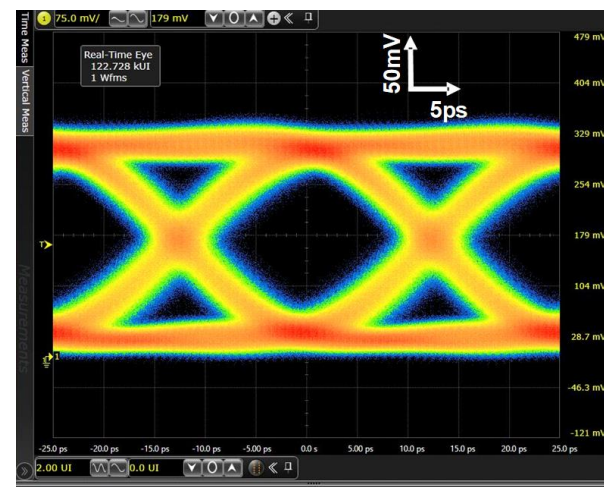 1 75.0 mV/ 179 mV
Time Meas
Vertical Meas
Measurements
Real-Time Eye
122.728 kUI
1 Wfms
50mV
5ps
479 mV
404 mV
329 mV
254 mV
179 mV
104 mV
28.7 mV
-46.3 mV
-121 mV
T
1
-25.0 ps -20.0 ps -15.0 ps -10.0 ps -5.00 ps 0.0 s 5.00 ps 10.0 ps 15.0 ps 20.0 ps 25.0 ps
2.00 UI 0.0 UI